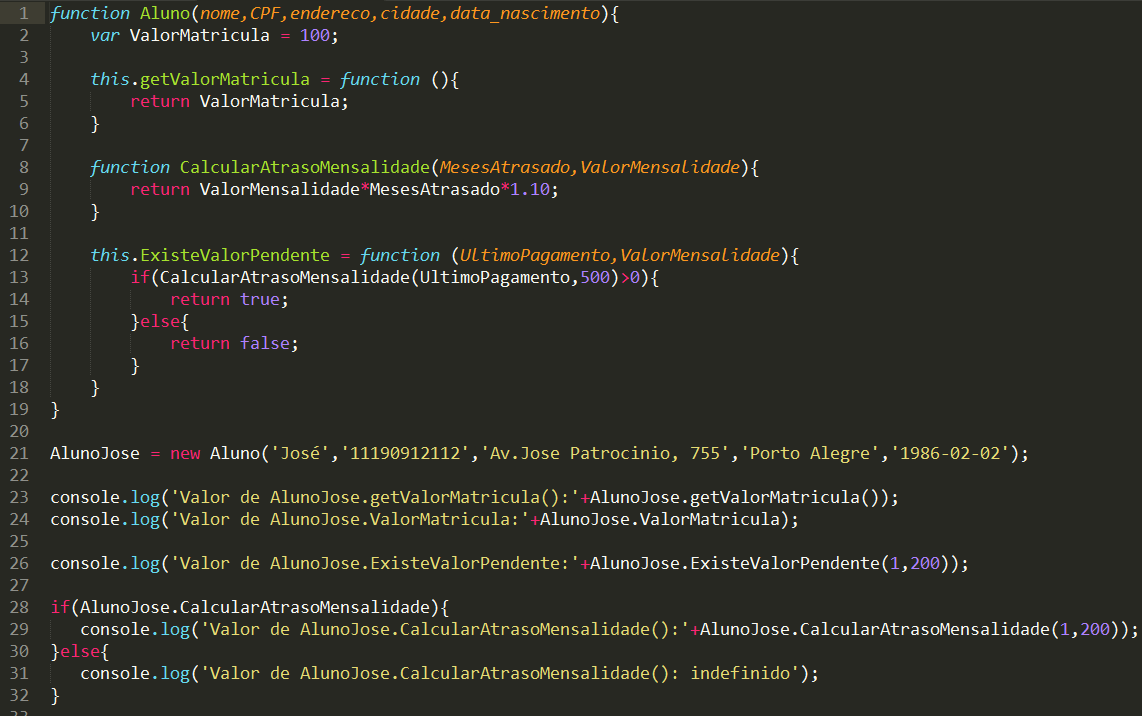 1 function Aluno(nome,CPF,endereco,cidade,data_nascimento){
2 var ValorMatricula = 100;
3
4 this.getValorMatricula = function (){
5 return ValorMatricula;
6 }
7
8 function CalcularAtrasoMensalidade(MesesAtrasado,ValorMensalidade){
9 return ValorMensalidade*MesesAtrasado*1.10;
10 }
11
12 this.ExisteValorPendente = function (UltimoPagamento,ValorMensalidade){
13 if(CalcularAtrasoMensalidade(UltimoPagamento,500)>0){
14 return true;
15 }else{
16 return false;
17 }
18 }
19 }
20
21 AlunoJose = new Aluno('José','11190912112','Av.Jose Patrocinio, 755','Porto Alegre','1986-02-02');
22
23 console.log('Valor de AlunoJose.getValorMatricula():'+AlunoJose.getValorMatricula());
24 console.log('Valor de AlunoJose.ValorMatricula:'+AlunoJose.ValorMatricula);
25
26 console.log('Valor de AlunoJose.ExisteValorPendente:'+AlunoJose.ExisteValorPendente(1,200));
27
28 if(AlunoJose.CalcularAtrasoMensalidade){
29 console.log('Valor de AlunoJose.CalcularAtrasoMensalidade():'+AlunoJose.CalcularAtrasoMensalidade(1,200));
30 }else{
31 console.log('Valor de AlunoJose.CalcularAtrasoMensalidade(): indefinido');
32 }